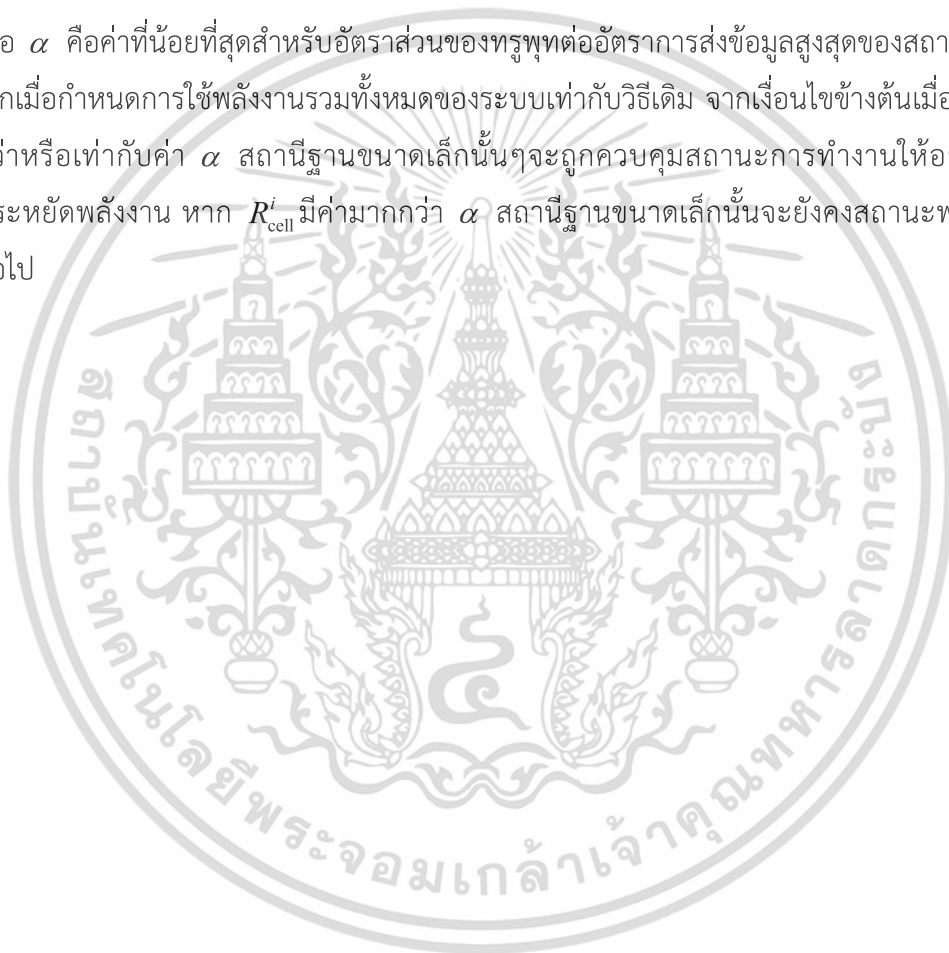 อ α คือค่าที่น้อยที่สุดสำหรับอัตราส่วนของทรูพุทต่ออัตราการส่งข้อมูลสูงสุดของสถา
กเมื่อกำหนดการใช้พลังงานรวมทั้งหมดของระบบเท่ากับวิธีเดิม จากเงื่อนไขข้างต้นเมื่อ
ว่าหรือเท่ากับค่า α สถานีฐานขนาดเล็กนั้นๆจะถูกควบคุมสถานะการทำงานให้อ
ระหยัดพลังงาน หาก R^i_cell มีค่ามากกว่า α สถานีฐานขนาดเล็กนั้นจะยังคงสถานะพ
อไป
สถาบันเทคโนโลยีพระจอมเกล้าเจ้าคุณทหารลาดกระบัง